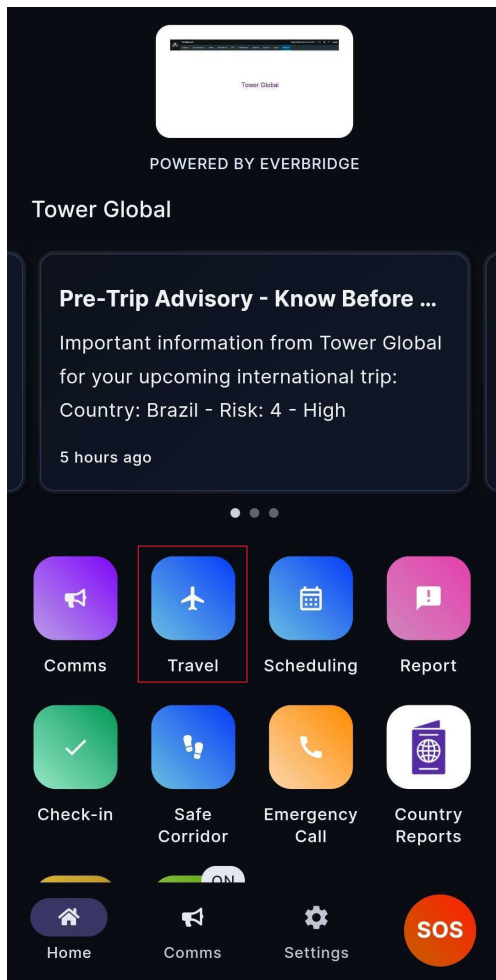 Tower Global
POWERED BY EVERBRIDGE
Tower Global
Pre-Trip Advisory - Know Before ...
Important information from Tower Global
for your upcoming international trip:
Country: Brazil - Risk: 4 - High
5 hours ago
Comms
Travel
Scheduling
Report
Check-in
Safe
Corridor
Emergency
Call
Country
Reports
ON
Home
Comms
Settings
SOS